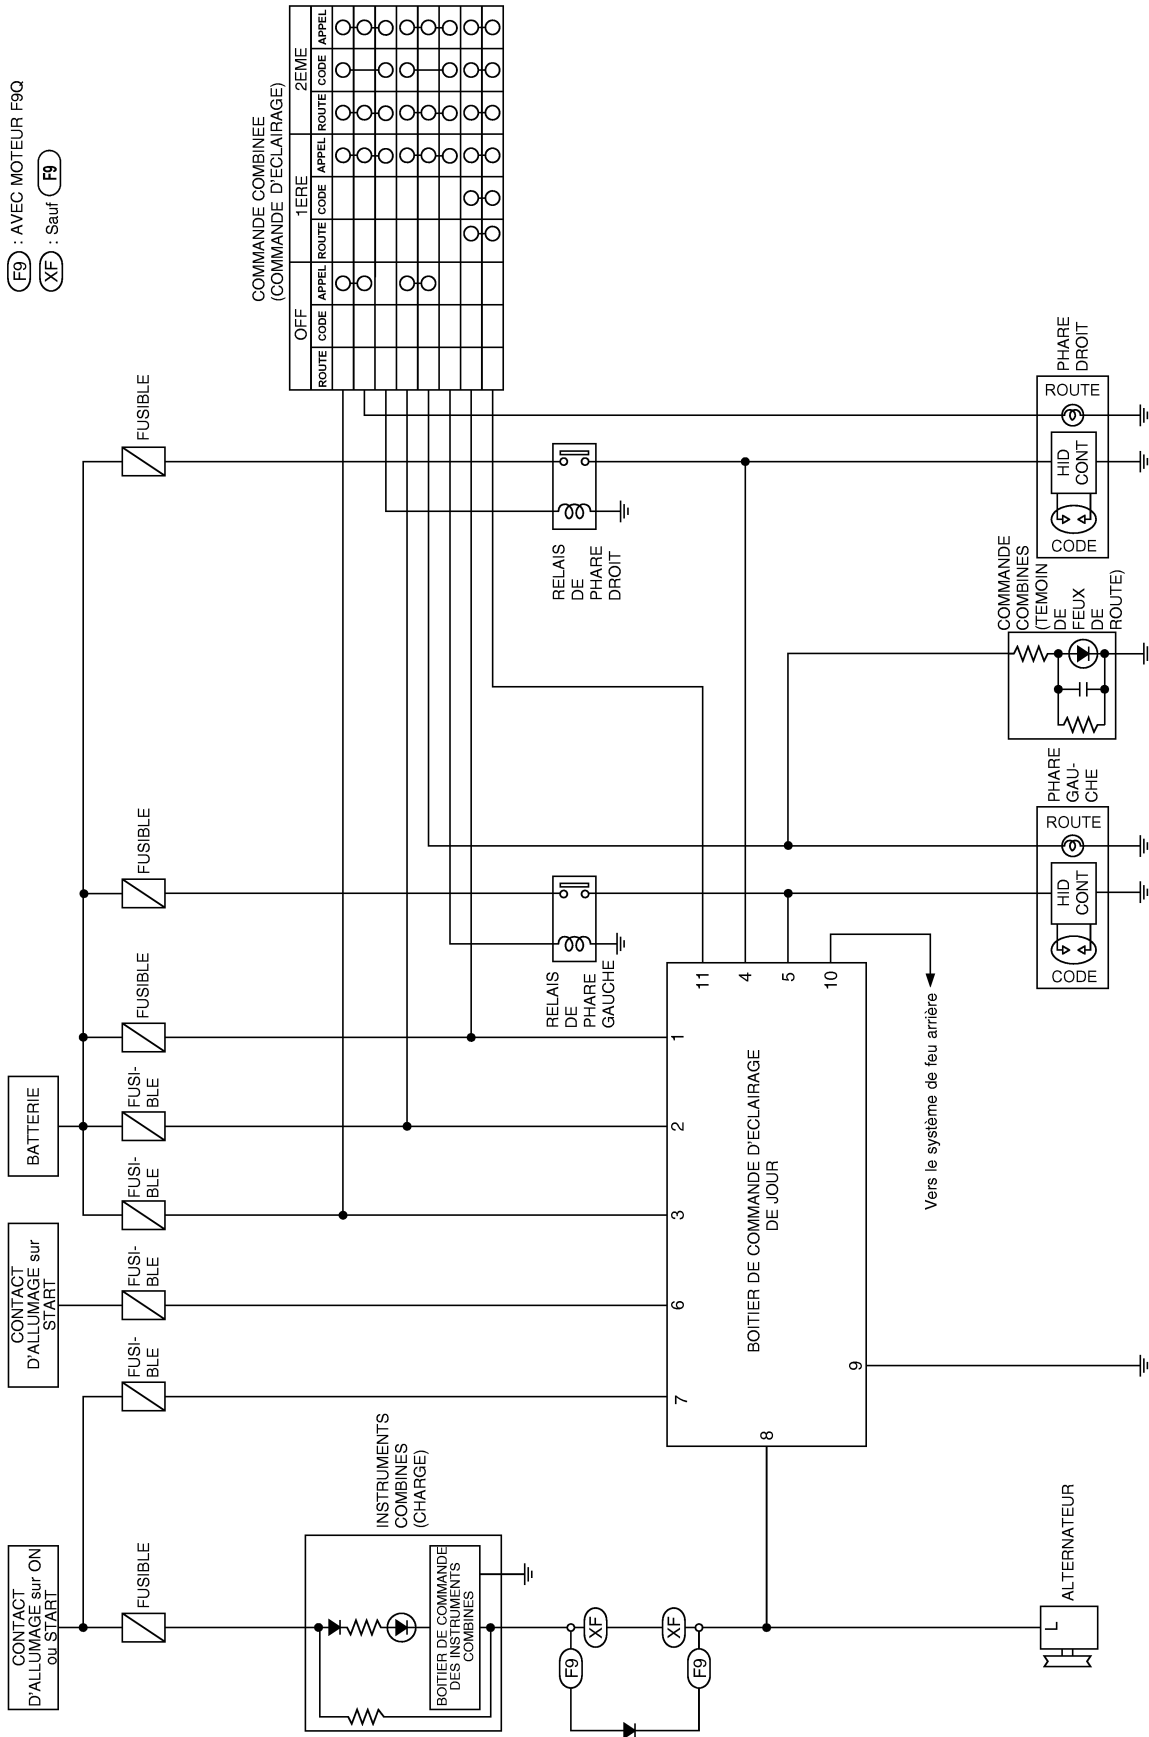 F9 : AVEC MOTEUR F9Q
XF : Sauf F9
CONTACT
D'ALLUMAGE sur ON
ou START
CONTACT
D'ALLUMAGE sur
START
BATTERIE
FUSIBLE
FUSI-
BLE
FUSI-
BLE
FUSI-
BLE
FUSI-
BLE
FUSIBLE
FUSIBLE
FUSIBLE
COMMANDE COMBINEE
(COMMANDE D'ECLAIRAGE)
OFF
1ERE
2EME
ROUTE
CODE
APPEL
ROUTE
CODE
APPEL
ROUTE
CODE
APPEL
INSTRUMENTS
COMBINES
(CHARGE)
BOITIER DE COMMANDE
DES INSTRUMENTS
COMBINES
RELAIS
DE
PHARE
GAUCHE
RELAIS
DE
PHARE
DROIT
F9
XF
F9
XF
7
6
3
2
1
8
9
BOITIER DE COMMANDE D'ECLAIRAGE
DE JOUR
11
4
5
10
Vers le système de feu arrière
ALTERNATEUR
L
PHARE
GAU-
CHE
ROUTE
HID
CONT
CODE
COMMANDE
COMBINES
(TEMOIN
DE
FEUX
DE
ROUTE)
PHARE
DROIT
ROUTE
HID
CONT
CODE